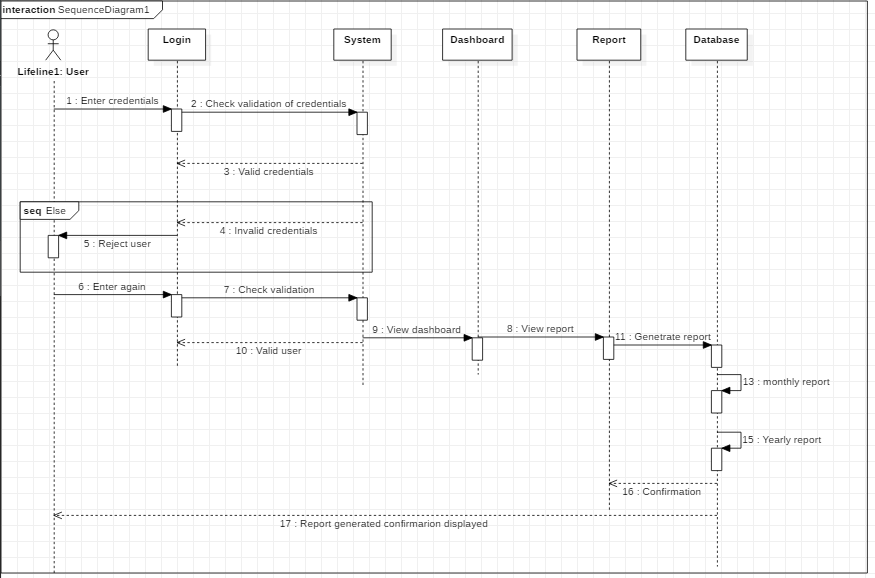 interaction SequenceDiagram1
Login
System
Dashboard
Report
Database
Lifeline1: User
1 : Enter credentials
2 : Check validation of credentials
3 : Valid credentials
seq Else
4 : Invalid credentials
5 : Reject user
6 : Enter again
7 : Check validation
9 : View dashboard
8 : View report
11 : Genetrate report
10 : Valid user
13 : monthly report
15 : Yearly report
16 : Confirmation
17 : Report generated confirmarion displayed